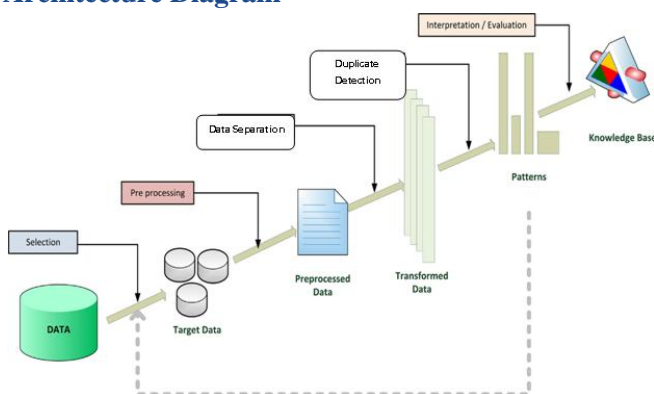 Architecture Diagram
Interpretation / Evaluation
Duplicate
Detection
Data Separation
Knowledge Base
Patterns
Pre processing
Transformed
Data
Preprocessed
Data
Selection
Target Data
DATA